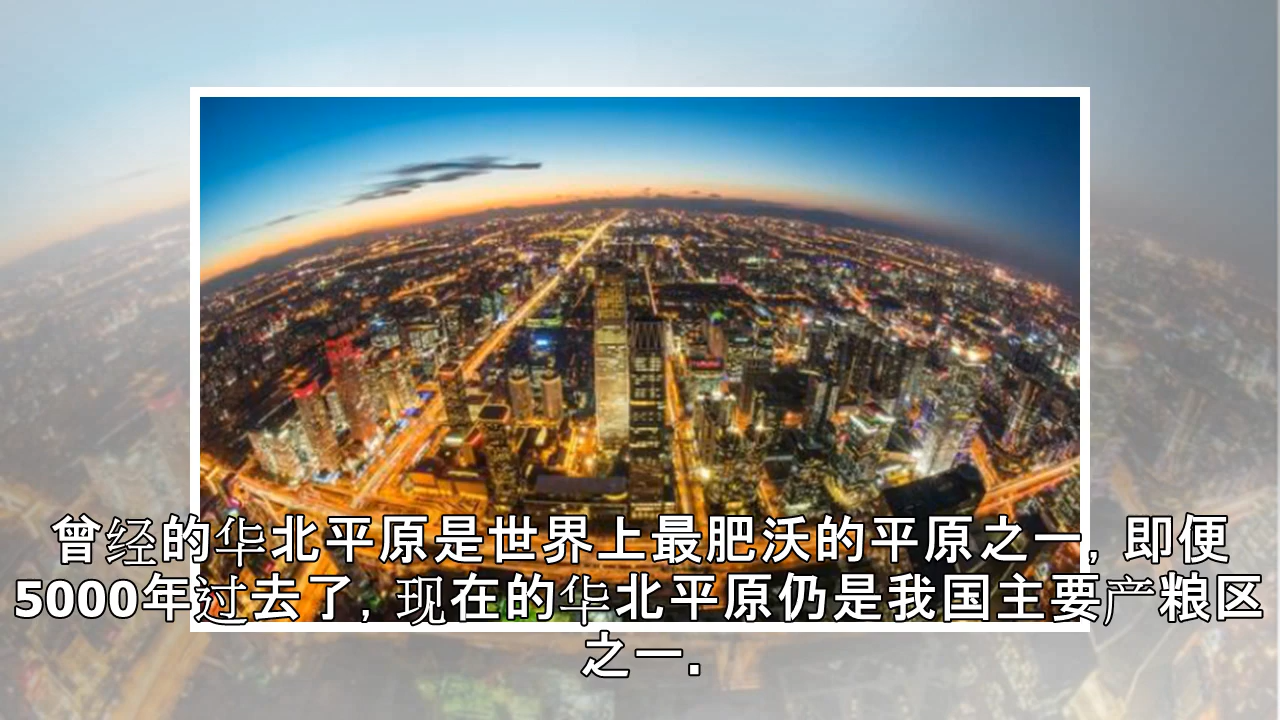 曾经的华北平原是世界上最肥沃的平原之一, 即便
5000年过去了, 现在的华北平原仍是我国主要产粮区
之一.